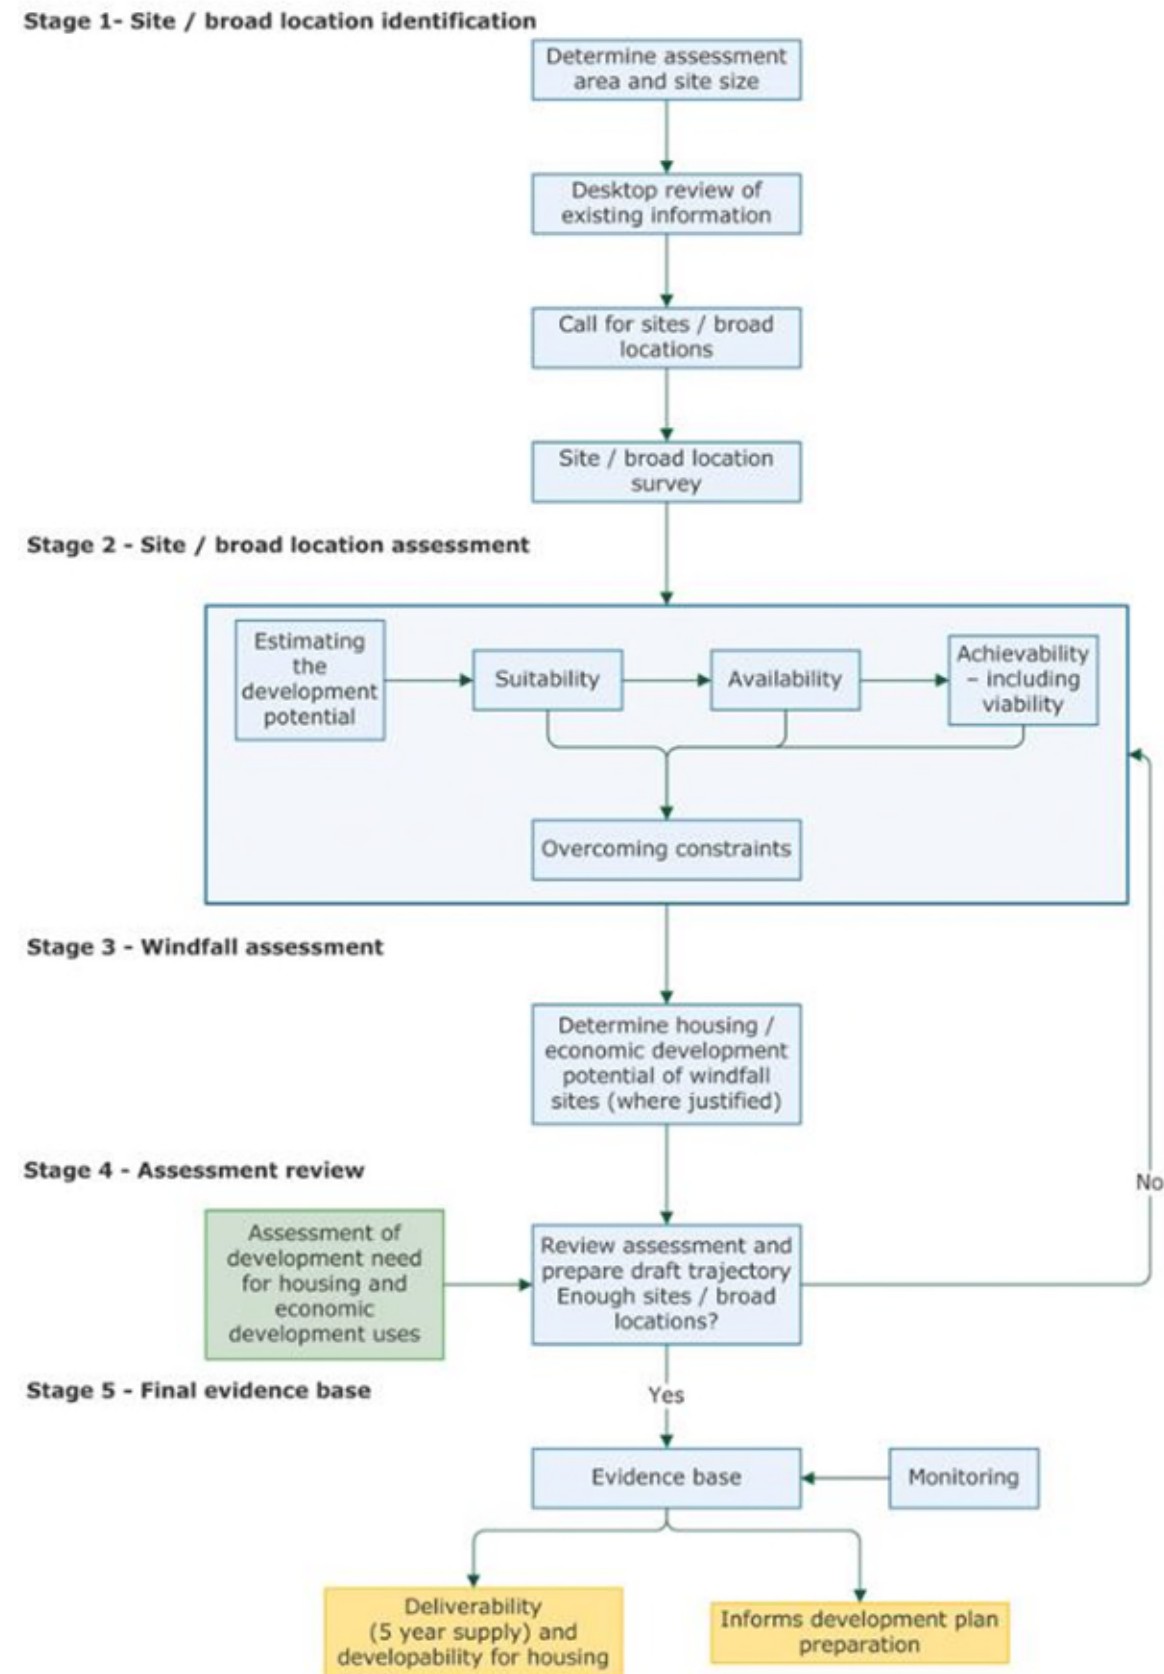 Stage 1- Site / broad location identification
Determine assessment
area and site size
Desktop review of
existing information
Call for sites / broad
locations
Site / broad location
survey
Stage 2 - Site / broad location assessment
Estimating
the
development
potential
Suitability
Availability
Achievability
– including
viability
Overcoming constraints
Stage 3 - Windfall assessment
Determine housing /
economic development
potential of windfall
sites (where justified)
Stage 4 - Assessment review
No
Assessment of
development need
for housing and
economic
development uses
Review assessment and
prepare draft trajectory
Enough sites / broad
locations?
Stage 5 - Final evidence base
Yes
Evidence base
Monitoring
Deliverability
(5 year supply) and
developability for housing
Informs development plan
preparation